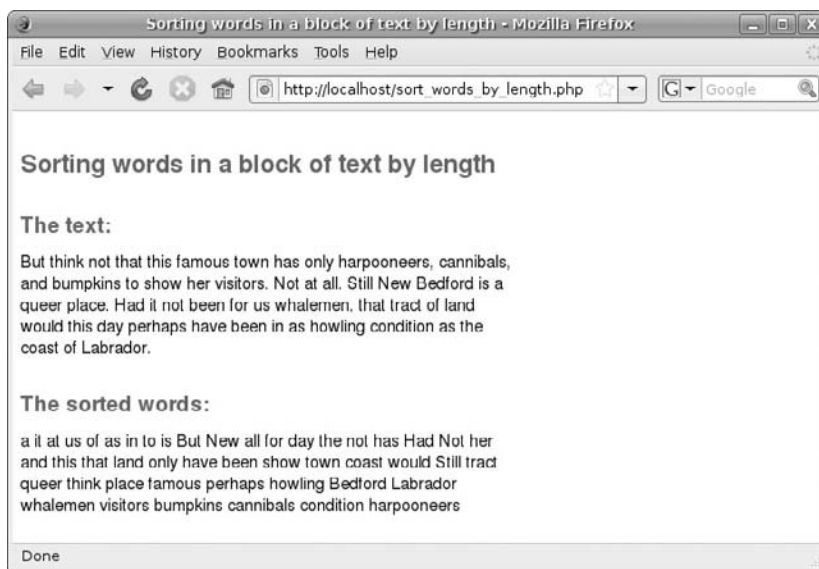 Sorting words in a block of text by length - Mozilla Firefox
File Edit View History Bookmarks Tools Help
http://localhost/sort_words_by_length.php G Google
Sorting words in a block of text by length
The text:
But think not that this famous town has only harpooneers, cannibals,
and bumpkins to show her visitors. Not at all. Still New Bedford is a
queer place. Had it not been for us whalemen, that tract of land
would this day perhaps have been in as howling condition as the
coast of Labrador.
The sorted words:
a it at us of as in to is But New all for day the not has Had Not her
and this that land only have been show town coast would Still tract
queer think place famous perhaps howling Bedford Labrador
whalemen visitors bumpkins cannibals condition harpooneers
Done